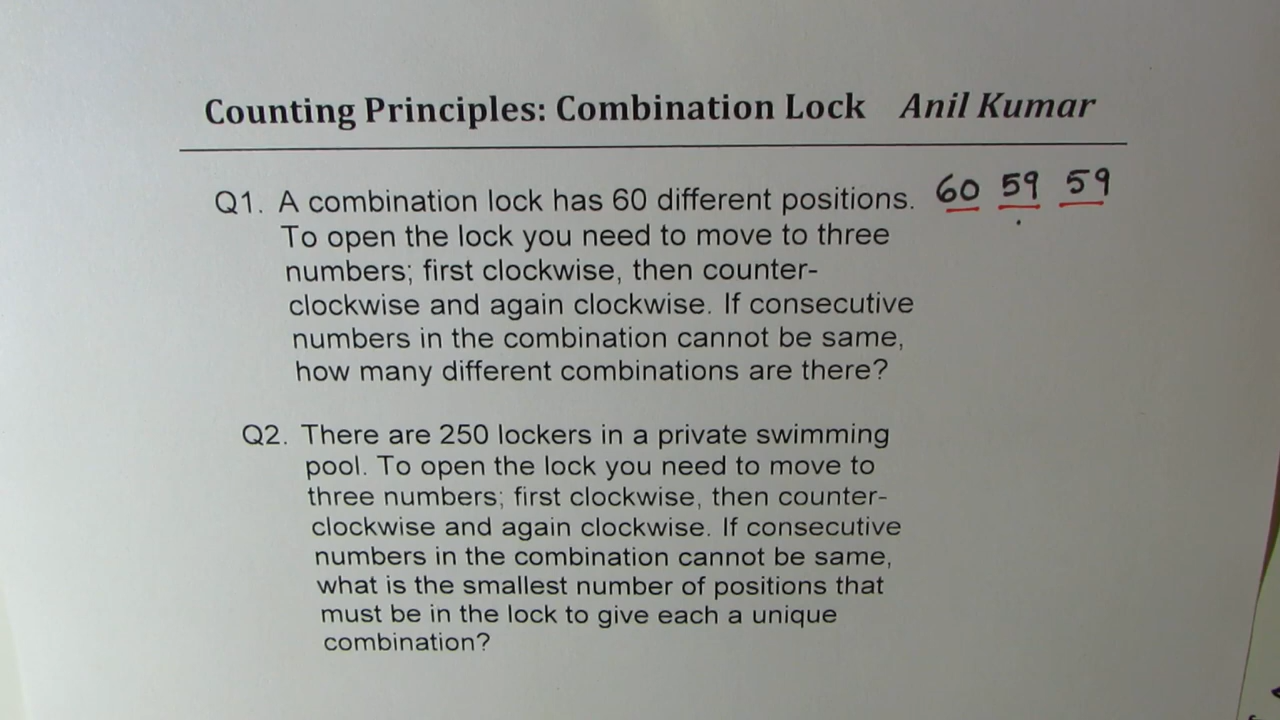 Counting Principles: Combination Lock Anil Kumar
Q1. A combination lock has 60 different positions. 60 59 59
To open the lock you need to move to three
numbers; first clockwise, then counter-
clockwise and again clockwise. If consecutive
numbers in the combination cannot be same,
how many different combinations are there?
Q2. There are 250 lockers in a private swimming
pool. To open the lock you need to move to
three numbers; first clockwise, then counter-
clockwise and again clockwise. If consecutive
numbers in the combination cannot be same,
what is the smallest number of positions that
must be in the lock to give each a unique
combination?